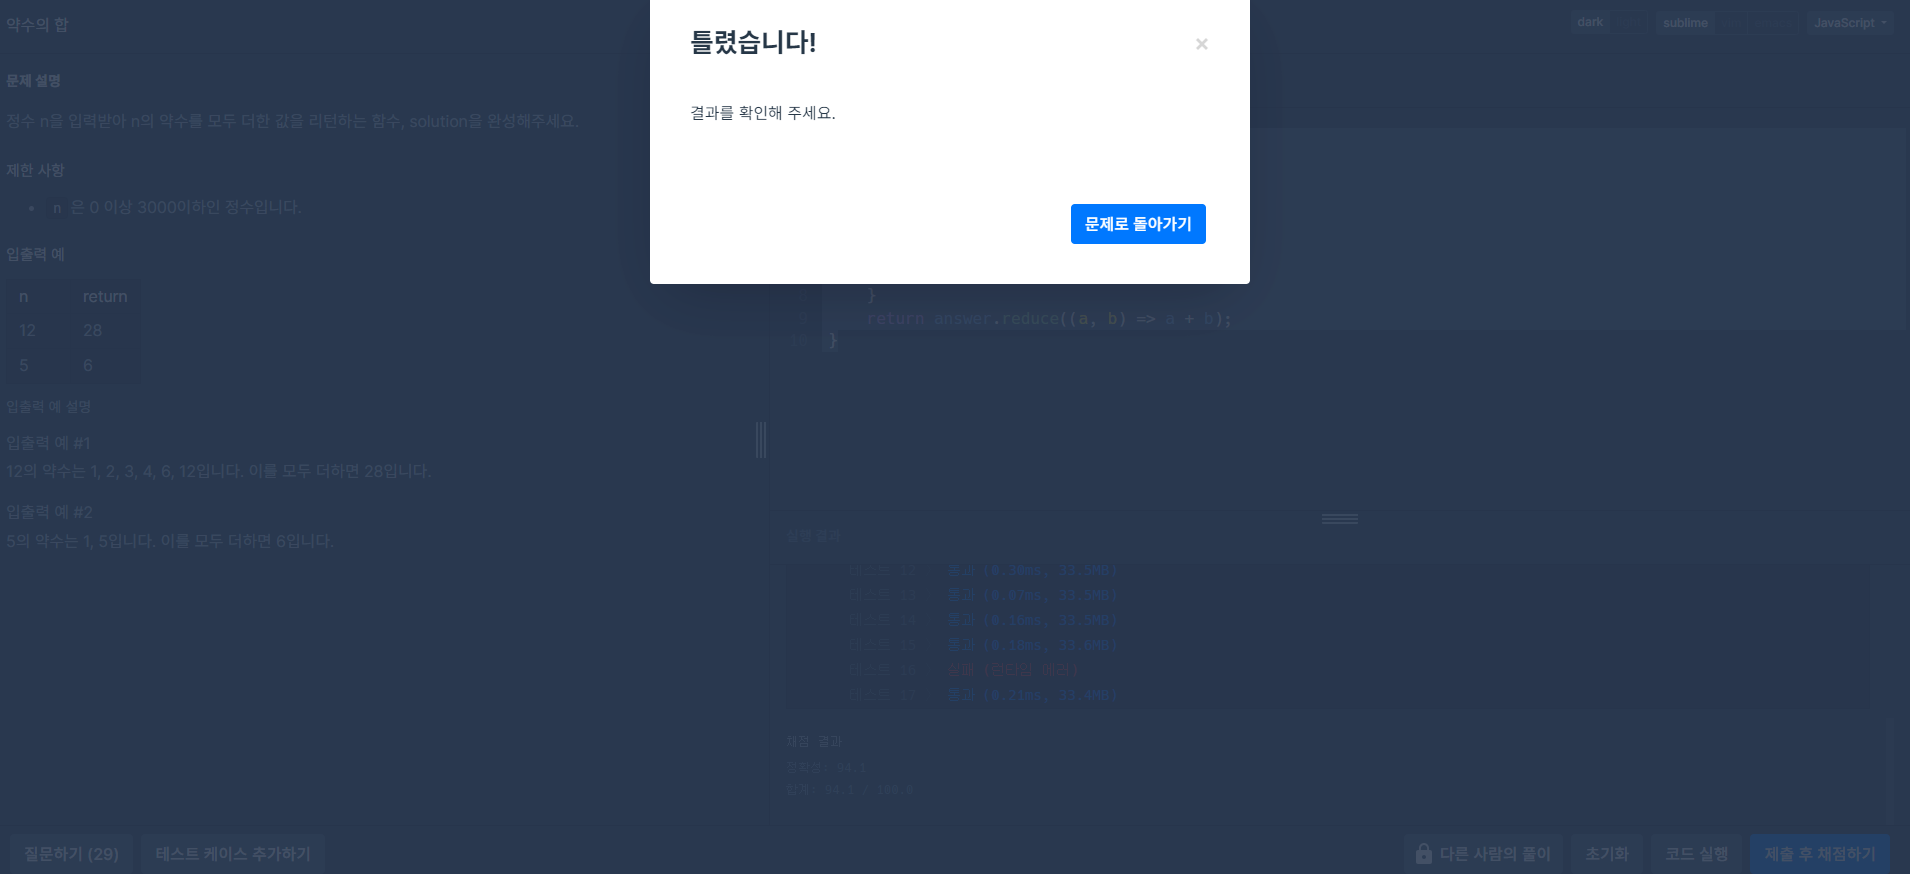 약수의 합
dark
sublime
JavaScript
틀렸습니다!
×
결과를 확인해 주세요.
문제로 돌아가기
문제 설명
정수 n을 입력받아 n의 약수를 모두 더한 값을 리턴하는 함수, solution을 완성해주세요.
제한 사항
• n 은 0 이상 3000이하인 정수입니다.
입출력 예
n return
12 28
5 6
입출력 예 설명
입출력 예 #1
12의 약수는 1, 2, 3, 4, 6, 12입니다. 이를 모두 더하면 28입니다.
입출력 예 #2
5의 약수는 1, 5입니다. 이를 모두 더하면 6입니다.
}
9 return answer.reduce((a, b) => a + b);
10 }
실행 결과
테스트 12 통과 (0.30ms, 33.5MB)
테스트 13 통과 (0.07ms, 33.5MB)
테스트 14 통과 (0.16ms, 33.5MB)
테스트 15 통과 (0.18ms, 33.6MB)
테스트 16 실패 (런타임 에러)
테스트 17 통과 (0.21ms, 33.4MB)
채점 결과
정확성: 94.1
합계: 94.1 / 100.0
질문하기 (29)
테스트 케이스 추가하기
다른 사람의 풀이
초기화
코드 실행
제출 후 채점하기